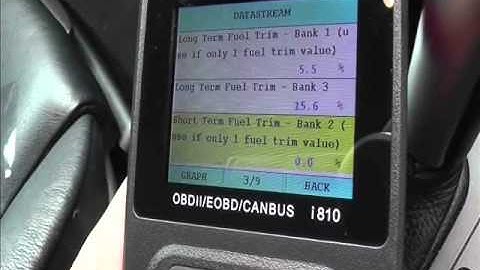 DATASTREAM
Long Term Fuel Trim - Bank 1 (u
se if only 1 fuel trim value)
5.5 %
Long Term Fuel Trim - Bank 3
15.6 %
Short Term Fuel Trim - Bank 2 (
use if only 1 fuel trim value)
0.0 %
GRAPH 3/9 BACK
OBDII/EOBD/CANBUS i810